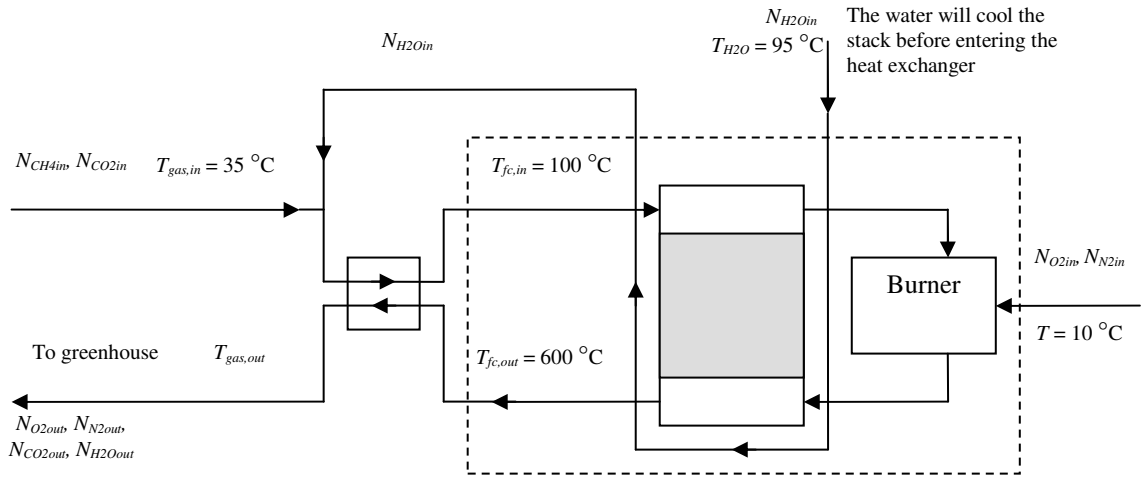 N_H2Oin
T_H2O = 95 °C
The water will cool the
stack before entering the
heat exchanger
N_H2Oin
N_CH4in, N_CO2in
T_gas,in = 35 °C
T_fc,in = 100 °C
Burner
N_O2in, N_N2in
T = 10 °C
To greenhouse
T_gas,out
T_fc,out = 600 °C
N_O2out, N_N2out,
N_CO2out, N_H2Oout